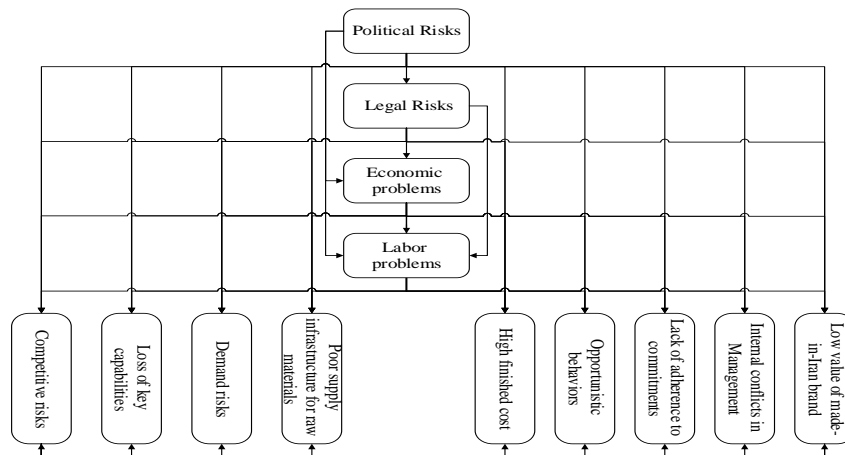 Political Risks
Legal Risks
Economic
problems
Labor
problems
Competitive risks
Loss of key
capabilities
Demand risks
Poor supply
infrastructure for raw
materials
High finished cost
Opportunistic
behaviors
Lack of adherence to
commitments
Internal conflicts in
Management
Low value of made-
in-Iran brand